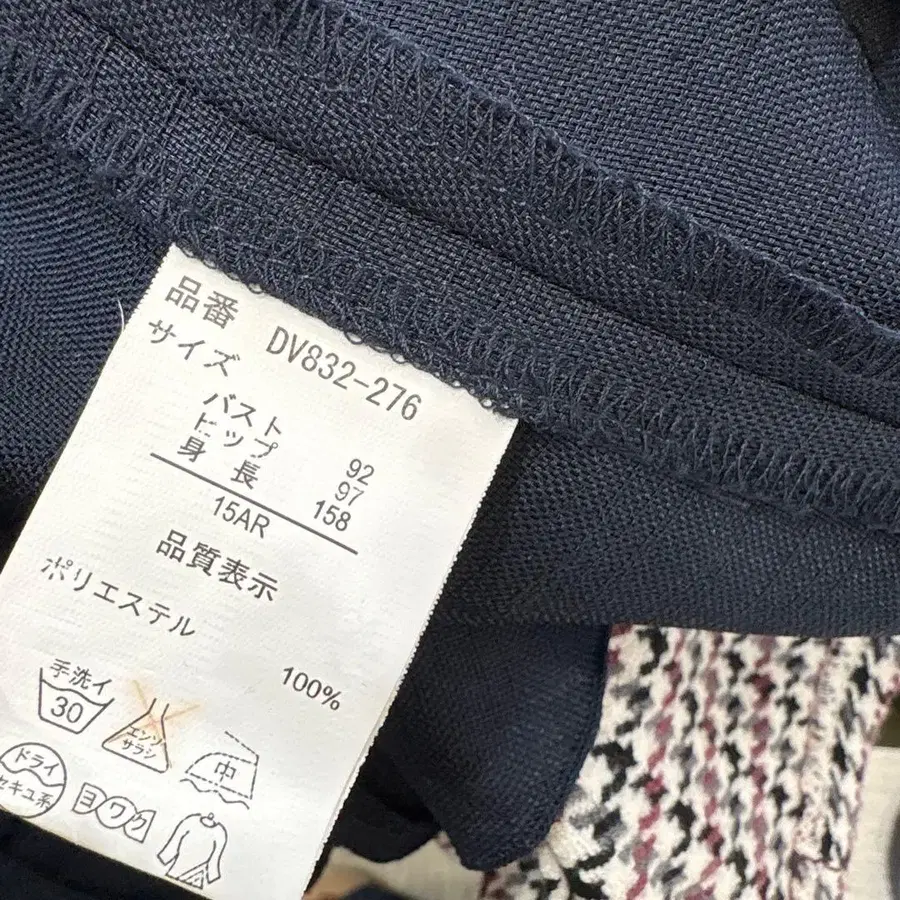 品番 DV832-276
サイズ
バスト 92
ヒップ 97
身長 158
15AR
品質表示
ポリエステル
100%
手洗イ
30
エンソ
サラシ
中
ドライ
セキユ系
ヨワク